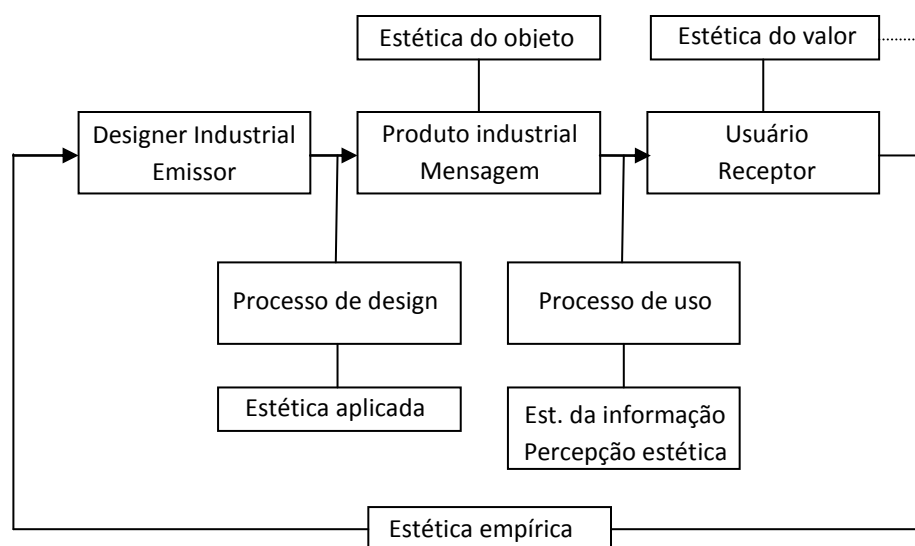 Estética do objeto
Estética do valor
Designer Industrial
Emissor
Produto industrial
Mensagem
Usuário
Receptor
Processo de design
Processo de uso
Estética aplicada
Est. da informação
Percepção estética
Estética empírica